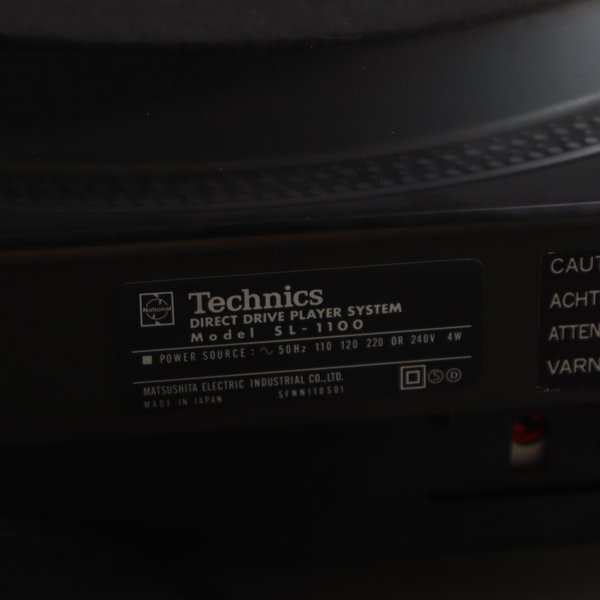 National
Technics
DIRECT DRIVE PLAYER SYSTEM
Model SL-1100
■ POWER SOURCE : ∿ 50Hz 110 120 220 OR 240V 4W
MATSUSHITA ELECTRIC INDUSTRIAL CO.,LTD.
MADE IN JAPAN SFNN110S01
S D
CAUT
ACHT
ATTEN
VARN